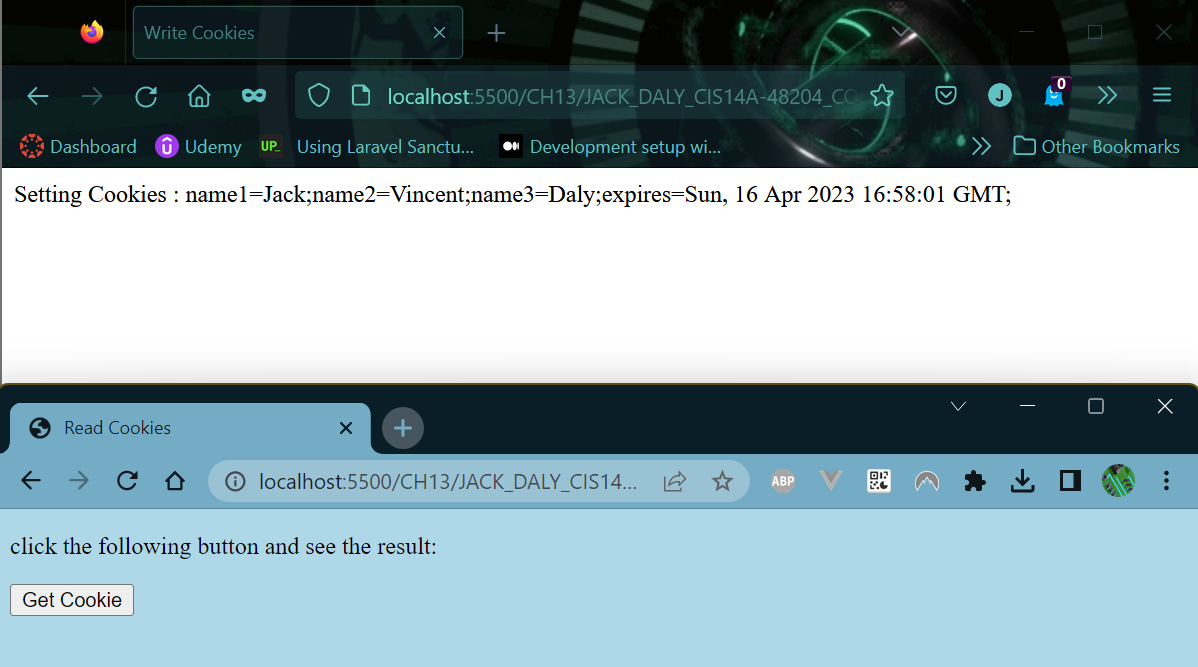 Write Cookies
localhost:5500/CH13/JACK_DALY_CIS14A-48204_CO
J
0
Dashboard
Udemy
UP_
Using Laravel Sanctu...
Development setup wi...
Other Bookmarks
Setting Cookies : name1=Jack;name2=Vincent;name3=Daly;expires=Sun, 16 Apr 2023 16:58:01 GMT;
Read Cookies
localhost:5500/CH13/JACK_DALY_CIS14...
ABP
click the following button and see the result:
Get Cookie